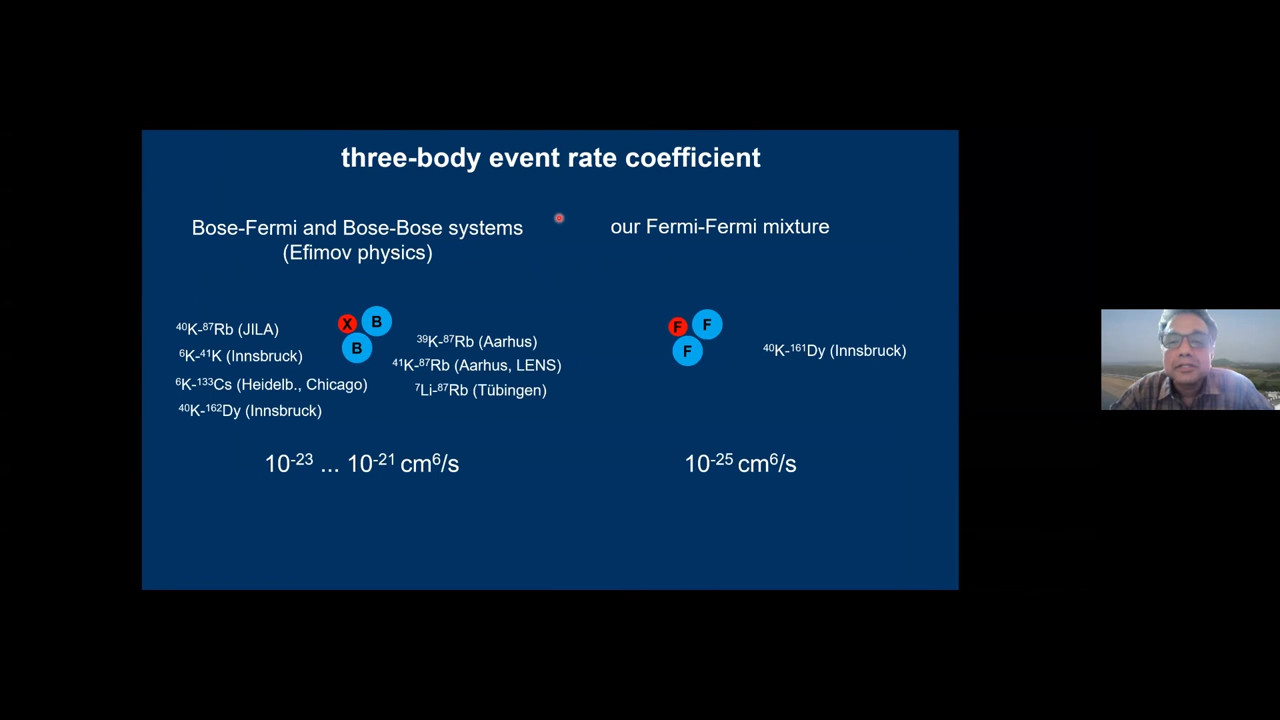 three-body event rate coefficient
Bose-Fermi and Bose-Bose systems
(Efimov physics)
our Fermi-Fermi mixture
⁴⁰K-⁸⁷Rb (JILA)
⁶K-⁴¹K (Innsbruck)
⁶K-¹³³Cs (Heidelb., Chicago)
⁴⁰K-¹⁶²Dy (Innsbruck)
X B
B
³⁹K-⁸⁷Rb (Aarhus)
⁴¹K-⁸⁷Rb (Aarhus, LENS)
⁷Li-⁸⁷Rb (Tübingen)
F F
F
⁴⁰K-¹⁶¹Dy (Innsbruck)
10⁻²³ ... 10⁻²¹ cm⁶/s
10⁻²⁵ cm⁶/s